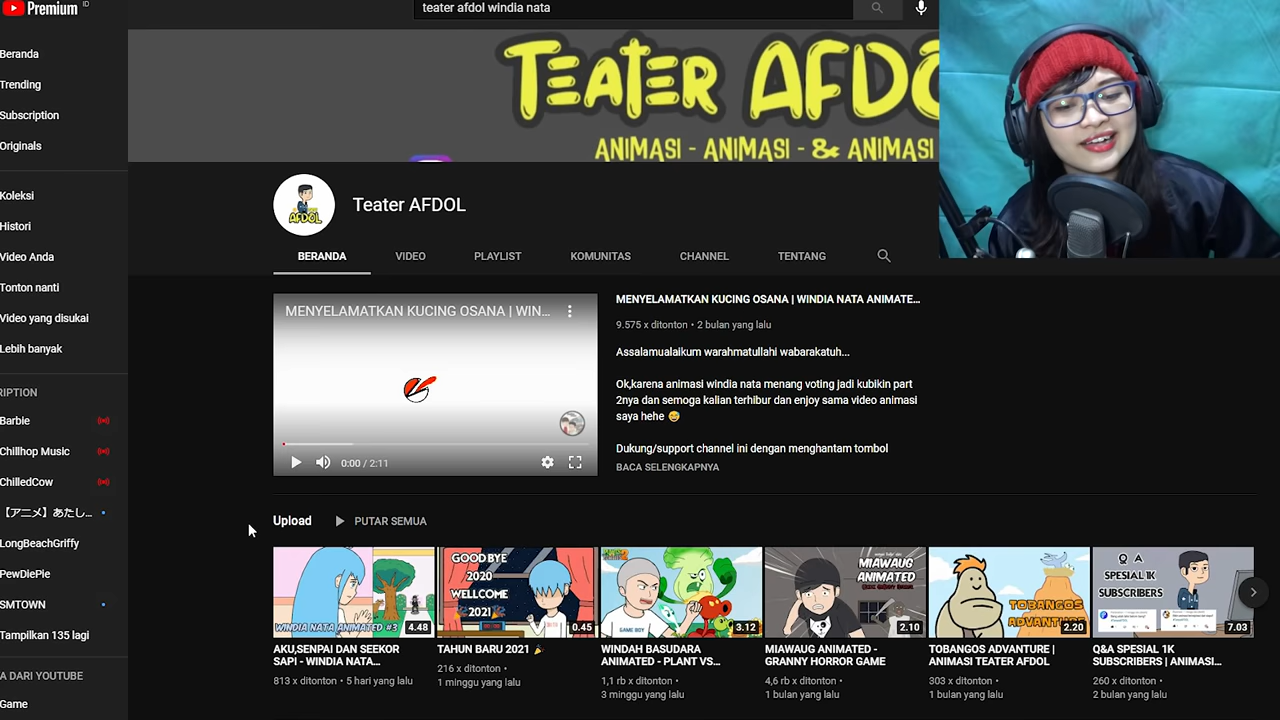 Premium ID
teater afdol windia nata
Beranda
Trending
Subscription
Originals
Koleksi
Histori
Video Anda
Tonton nanti
Video yang disukai
Lebih banyak
RIPTION
Barbie
Chillhop Music
ChilledCow
【アニメ】あたし...
LongBeachGriffy
PewDiePie
SMTOWN
Tampilkan 135 lagi
A DARI YOUTUBE
Game
TEATER AFDO
ANIMASI - ANIMASI - & ANIMASI
AFDOL
Teater AFDOL
BERANDA
VIDEO
PLAYLIST
KOMUNITAS
CHANNEL
TENTANG
MENYELAMATKAN KUCING OSANA | WIN...
0:00 / 2:11
MENYELAMATKAN KUCING OSANA | WINDIA NATA ANIMATE...
9.575 x ditonton • 2 bulan yang lalu
Assalamualaikum warahmatullahi wabarakatuh...
Ok,karena animasi windia nata menang voting jadi kubikin part
2nya dan semoga kalian terhibur dan enjoy sama video animasi
saya hehe 😅
Dukung/support channel ini dengan menghantam tombol
BACA SELENGKAPNYA
Upload
PUTAR SEMUA
WINDIA NATA ANIMATED #3
4.48
AKU,SENPAI DAN SEEKOR
SAPI - WINDIA NATA...
813 x ditonton • 5 hari yang lalu
GOOD BYE
2020
WELLCOME
2021
0.45
TAHUN BARU 2021 🎉
216 x ditonton •
1 minggu yang lalu
GAME BOY
3.12
WINDAH BASUDARA
ANIMATED - PLANT VS...
1,1 rb x ditonton •
3 minggu yang lalu
MIAWAUG
ANIMATED
2.10
MIAWAUG ANIMATED -
GRANNY HORROR GAME
4,6 rb x ditonton •
1 bulan yang lalu
TOBANGOS
ADVANTU
2.20
TOBANGOS ADVANTURE |
ANIMASI TEATER AFDOL
303 x ditonton •
1 bulan yang lalu
Q A
SPESIAL 1K
SUBSCRIBERS
7.03
Q&A SPESIAL 1K
SUBSCRIBERS | ANIMASI...
260 x ditonton •
2 bulan yang lalu